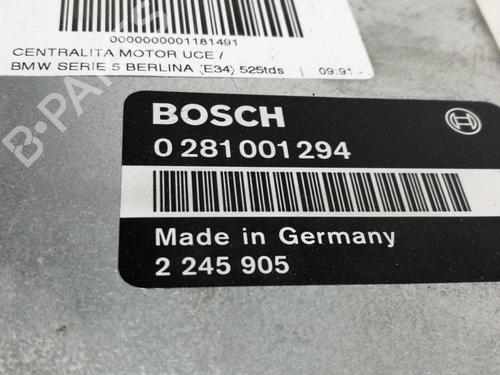 0000000001181491
CENTRALITA MOTOR UCE /
BMW SERIE 5 BERLINA (E34) 525tds | 09.91 -
BOSCH
0 281 001 294
Made in Germany
2 245 905
B-PARTS